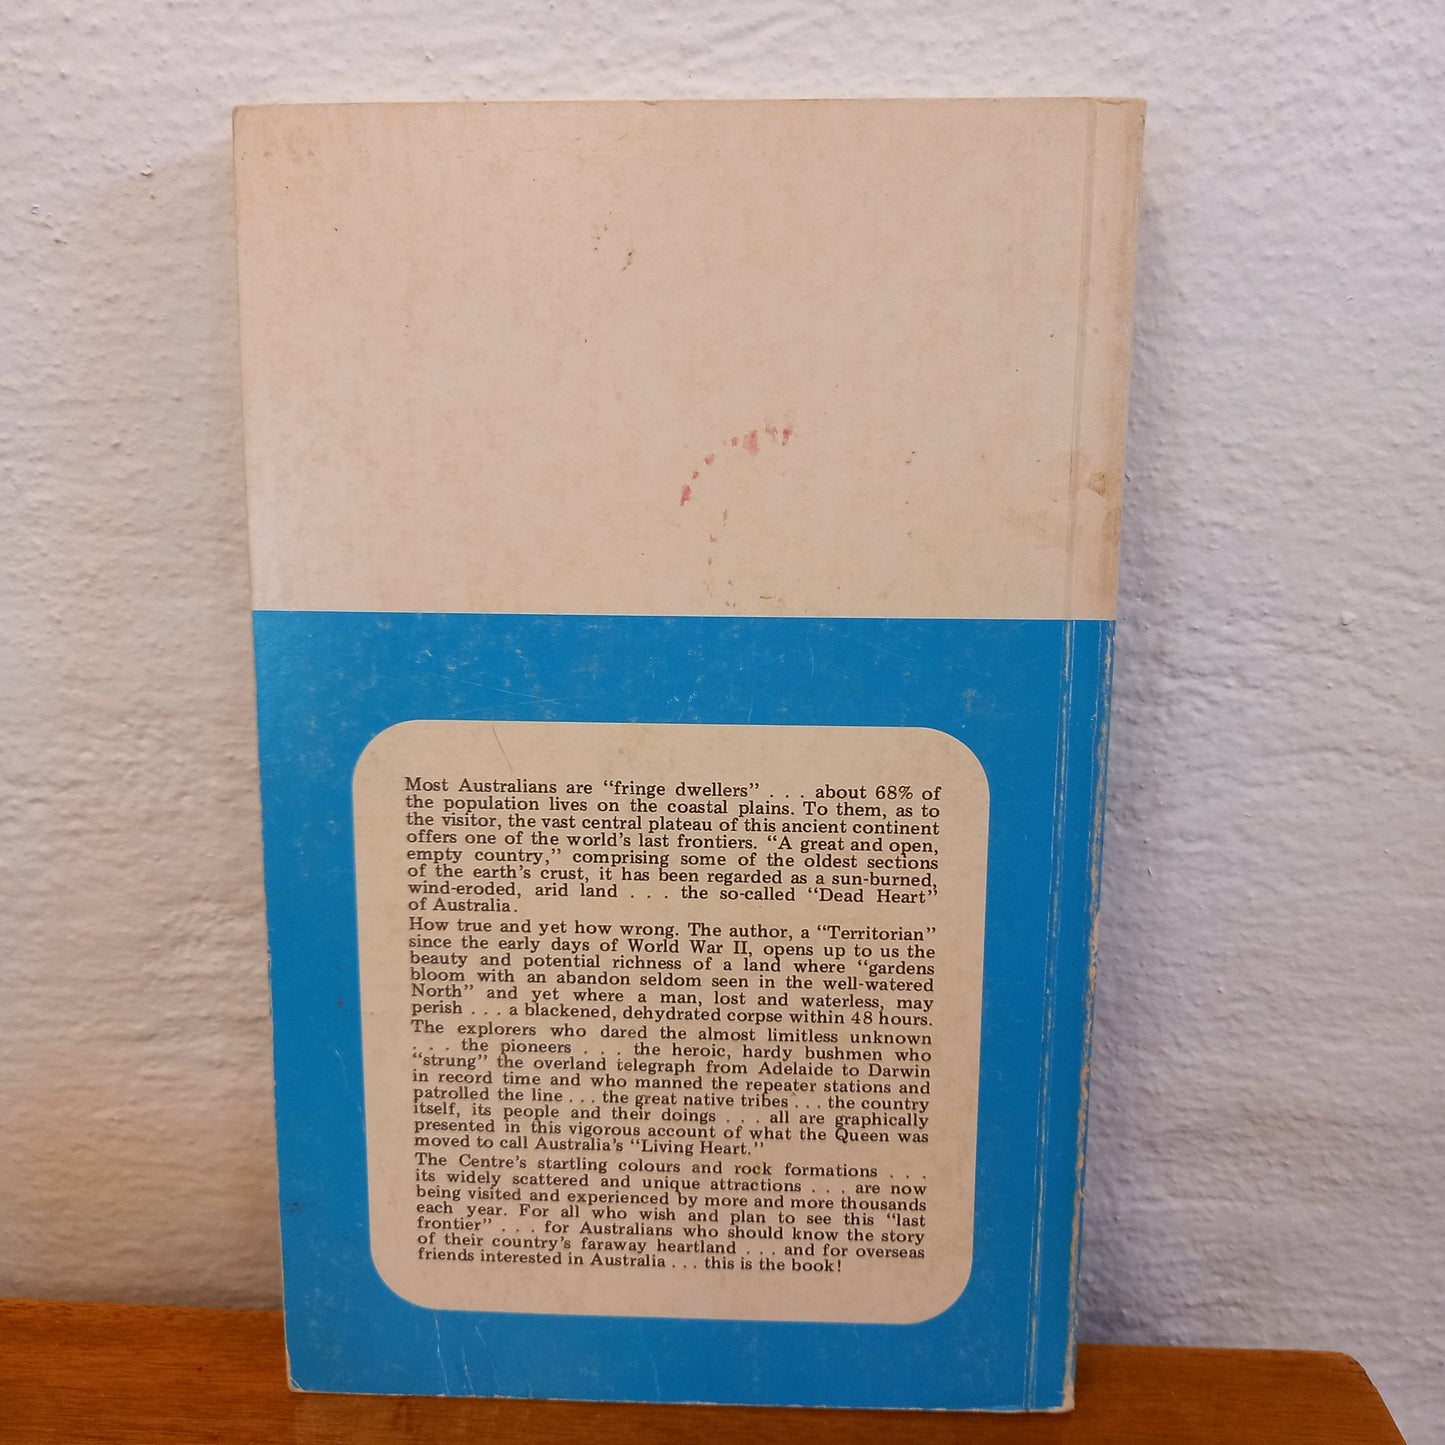 Most Australians are “fringe dwellers” . . . about 68% of
the population lives on the coastal plains. To them, as to
the visitor, the vast central plateau of this ancient continent
offers one of the world’s last frontiers. “A great and open,
empty country,” comprising some of the oldest sections
of the earth’s crust, it has been regarded as a sun-burned,
wind-eroded, arid land . . . the so-called “Dead Heart”
of Australia.
How true and yet how wrong. The author, a “Territorian”
since the early days of World War II, opens up to us the
beauty and potential richness of a land where “gardens
bloom with an abandon seldom seen in the well-watered
North” and yet where a man, lost and waterless, may
perish . . . a blackened, dehydrated corpse within 48 hours.
The explorers who dared the almost limitless unknown
. . . the pioneers . . . the heroic, hardy bushmen who
“strung” the overland telegraph from Adelaide to Darwin
in record time and who manned the repeater stations and
patrolled the line . . . the great native tribes . . . the country
itself, its people and their doings . . . all are graphically
presented in this vigorous account of what the Queen was
moved to call Australia’s “Living Heart.”
The Centre’s startling colours and rock formations . . .
its widely scattered and unique attractions . . . are now
being visited and experienced by more and more thousands
each year. For all who wish and plan to see this “last
frontier” . . . for Australians who should know the story
of their country’s faraway heartland . . . and for overseas
friends interested in Australia . . . this is the book!